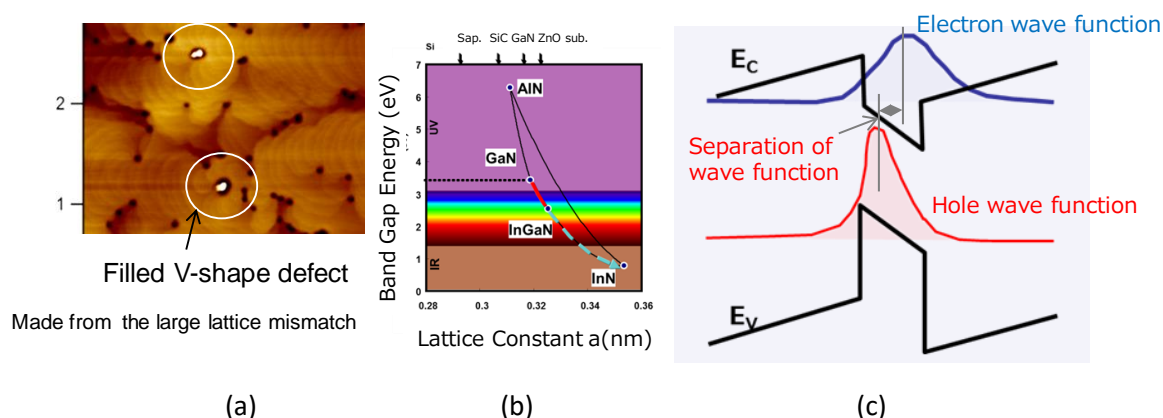 2
1
Filled V-shape defect
Made from the large lattice mismatch
(a)
Si
Sap. SiC GaN ZnO sub.
Band Gap Energy (eV)
7
6
5
4
3
2
1
0
UV
IR
AlN
GaN
InGaN
InN
0.28
0.3
0.32
0.34
0.36
Lattice Constant a(nm)
(b)
Electron wave function
EC
Separation of
wave function
Hole wave function
EV
(c)